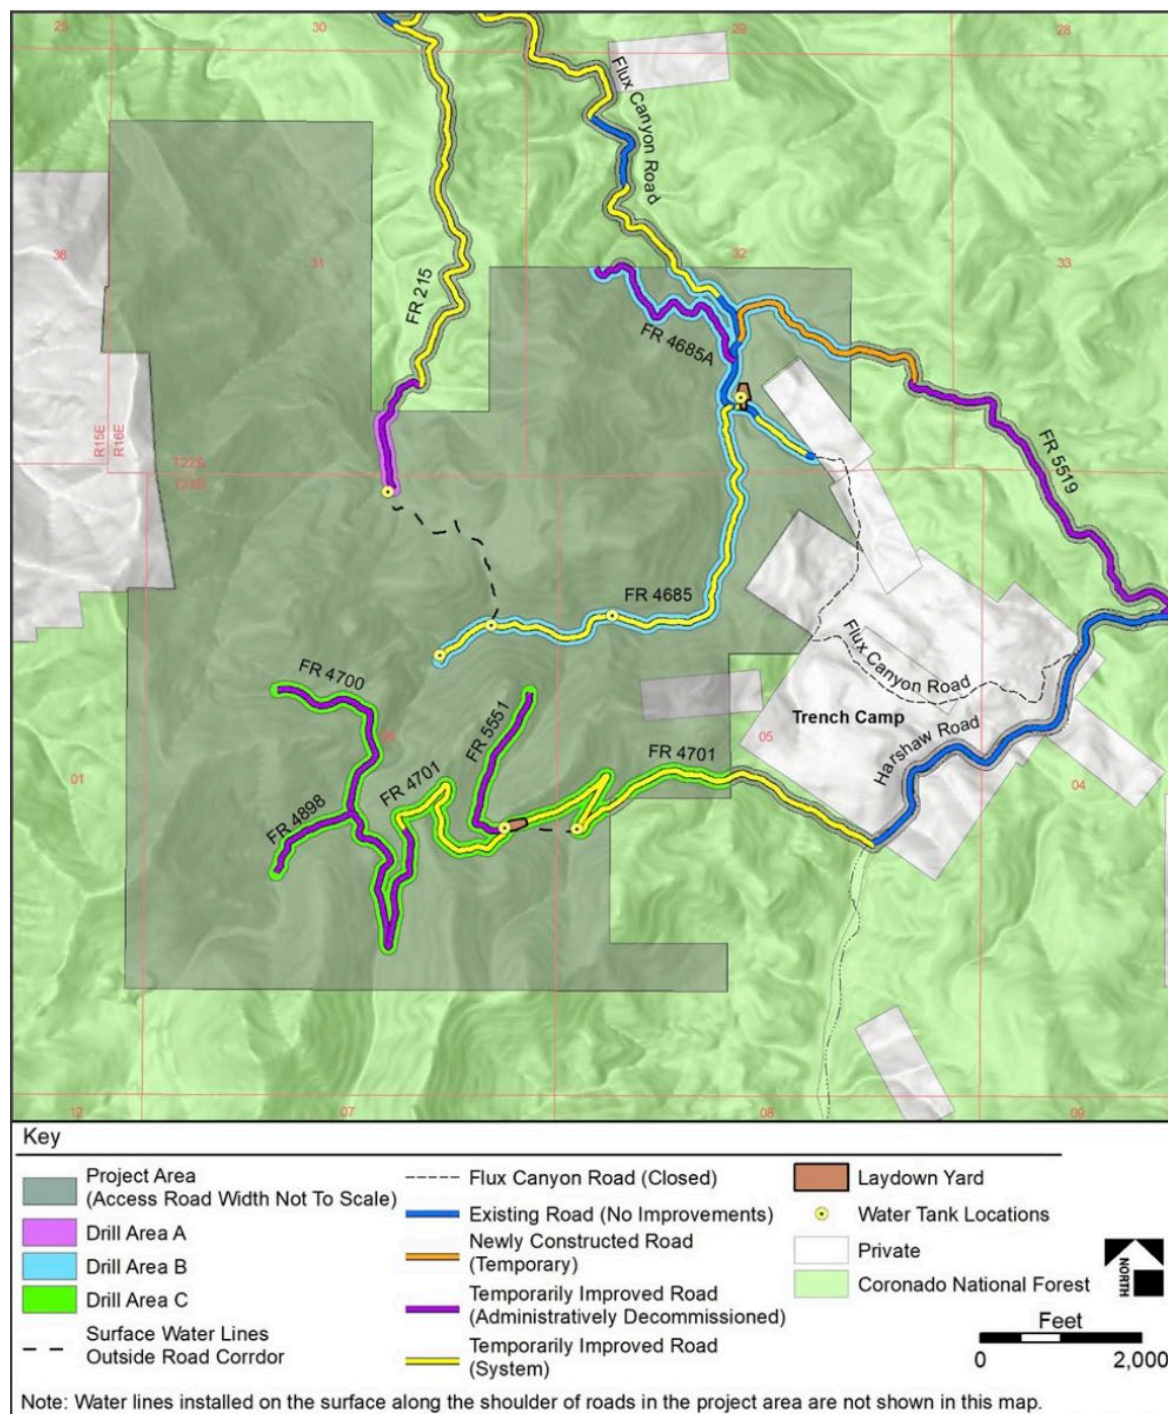 25
30
29
28
Flux Canyon Road
36
31
32
33
FR 215
FR 4685A
R15E
R16E
T22S
FR 5519
FR 4685
FR 4700
Flux Canyon Road
Trench Camp
Harshaw Road
FR 5551
FR 4701
05
01
FR 4701
04
FR 4898
12
07
08
09
Key
Project Area
(Access Road Width Not To Scale)
Drill Area A
Drill Area B
Drill Area C
Surface Water Lines
Outside Road Corrdor
Flux Canyon Road (Closed)
Existing Road (No Improvements)
Newly Constructed Road
(Temporary)
Temporarily Improved Road
(Administratively Decommissioned)
Temporarily Improved Road
(System)
Laydown Yard
Water Tank Locations
Private
Coronado National Forest
NORTH
Feet
0 2,000
Note: Water lines installed on the surface along the shoulder of roads in the project area are not shown in this map.